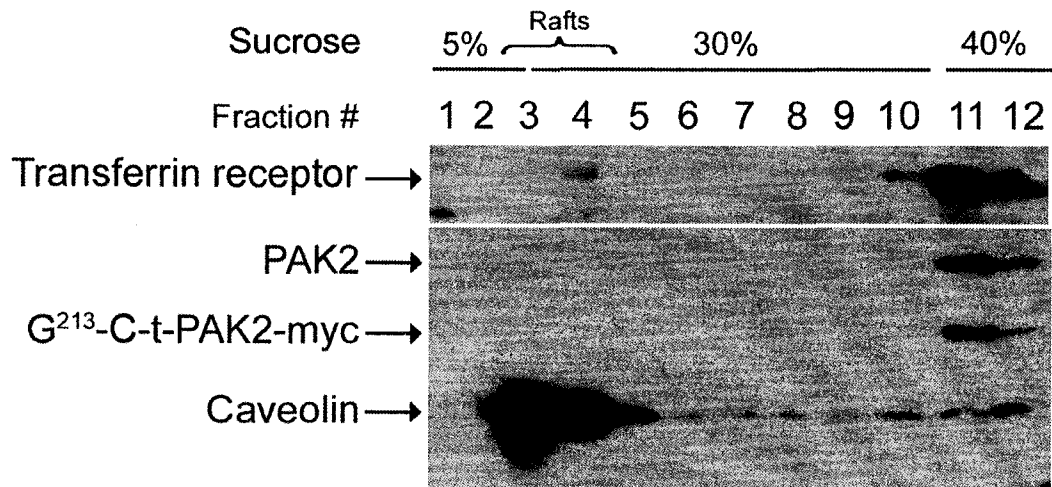 Rafts
Sucrose 5% 30% 40%
Fraction # 1 2 3 4 5 6 7 8 9 10 11 12
Transferrin receptor
PAK2
G²¹³-C-t-PAK2-myc
Caveolin